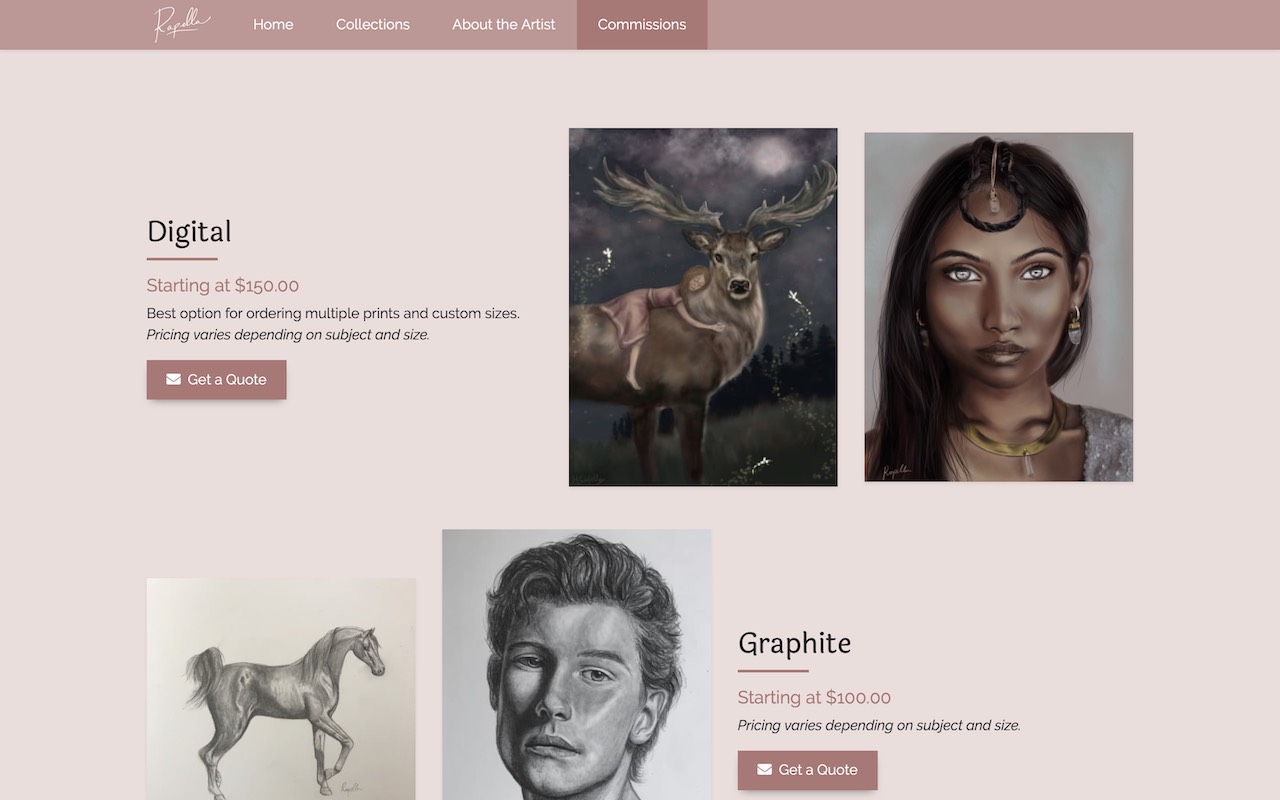 Rapella
Home
Collections
About the Artist
Commissions
Digital
Starting at $150.00
Best option for ordering multiple prints and custom sizes.
Pricing varies depending on subject and size.
Get a Quote
Graphite
Starting at $100.00
Pricing varies depending on subject and size.
Get a Quote